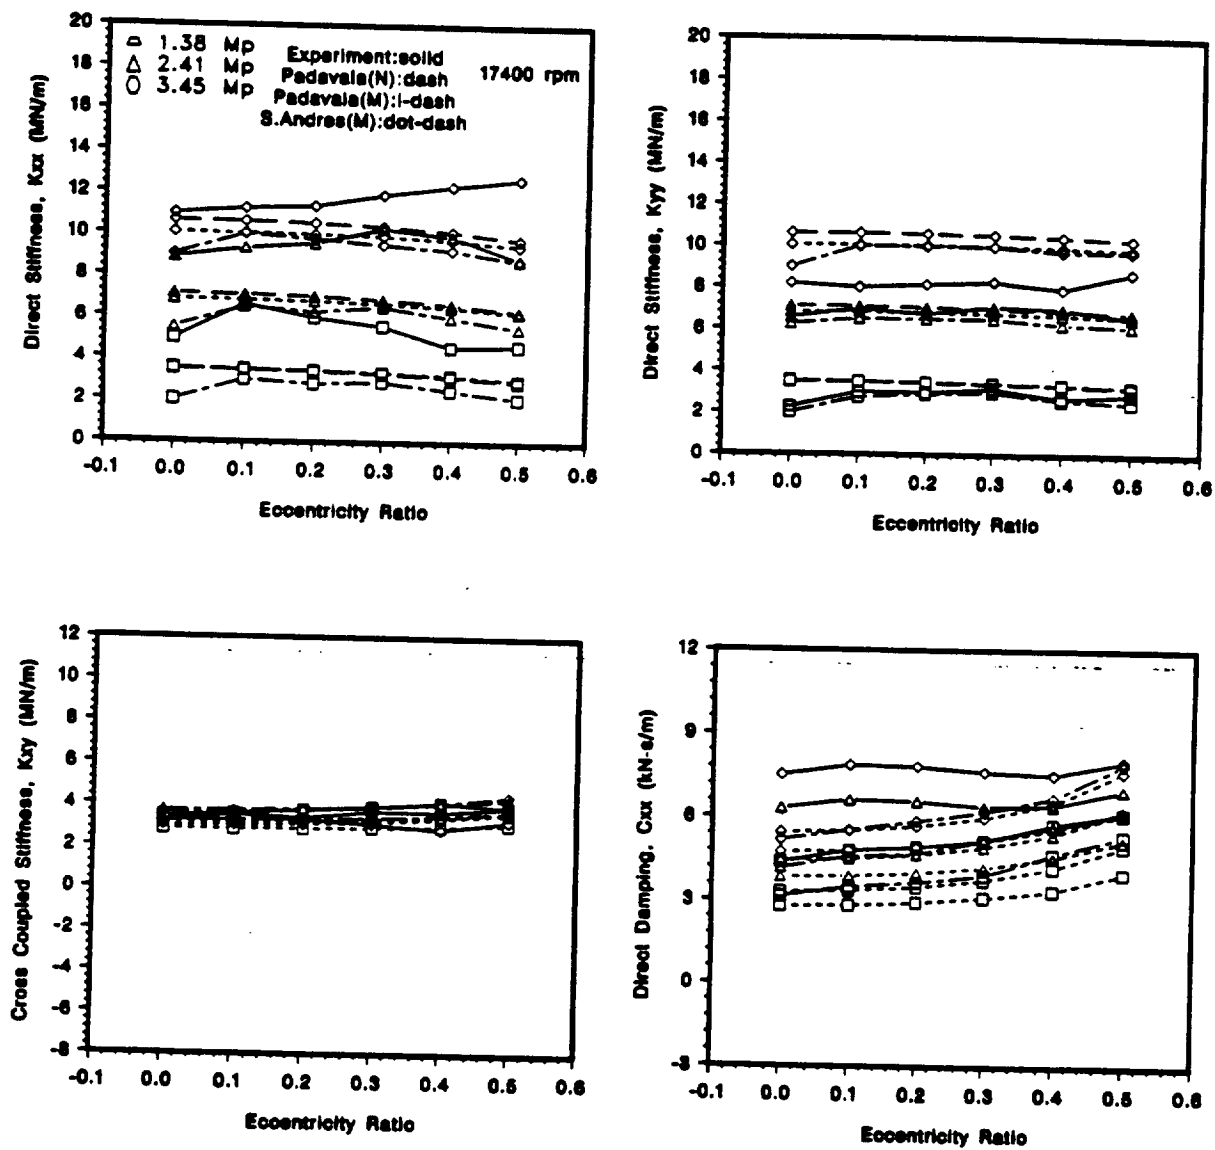 20
18
16
14
12
10
8
6
4
2
0
Direct Stiffness, Kxx (MN/m)
1.38 Mp
2.41 Mp
3.45 Mp
Experiment:solid
Padavala(N):dash
Padavala(M):l-dash
S.Andres(M):dot-dash
17400 rpm
-0.1 0.0 0.1 0.2 0.3 0.4 0.5 0.6
Eccentricity Ratio
20
18
16
14
12
10
8
6
4
2
0
Direct Stiffness, Kyy (MN/m)
-0.1 0.0 0.1 0.2 0.3 0.4 0.5 0.6
Eccentricity Ratio
12
10
8
6
4
2
0
-2
-4
-6
-8
Cross Coupled Stiffness, Kxy (MN/m)
-0.1 0.0 0.1 0.2 0.3 0.4 0.5 0.6
Eccentricity Ratio
12
9
6
3
0
-3
Direct Damping, Cxx (kN-s/m)
-0.1 0.0 0.1 0.2 0.3 0.4 0.5 0.6
Eccentricity Ratio